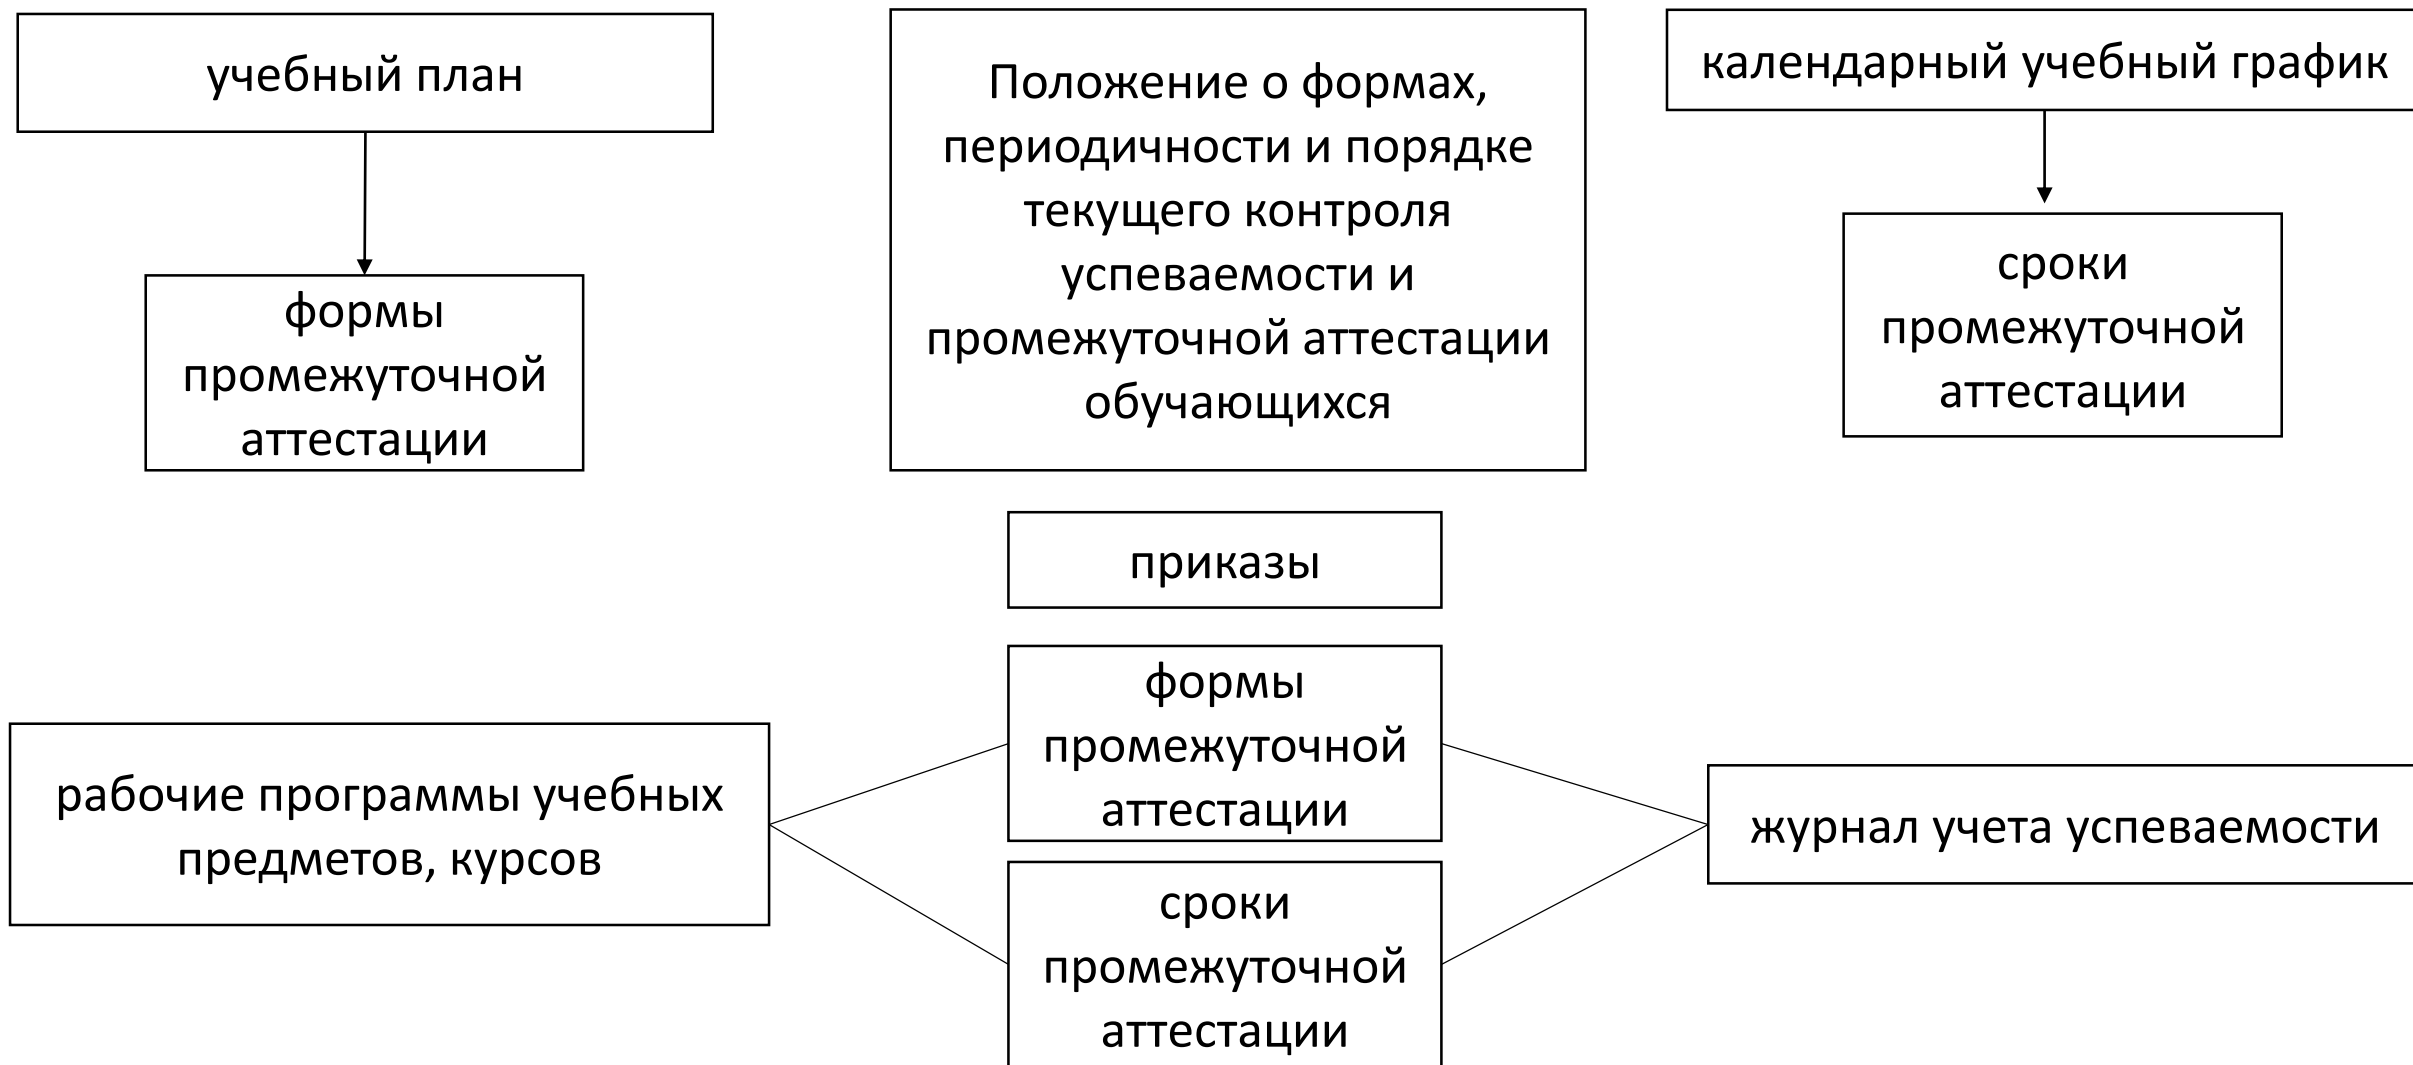 учебный план
формы
промежуточной
аттестации
Положение о формах,
периодичности и порядке
текущего контроля
успеваемости и
промежуточной аттестации
обучающихся
календарный учебный график
сроки
промежуточной
аттестации
приказы
рабочие программы учебных
предметов, курсов
формы
промежуточной
аттестации
сроки
промежуточной
аттестации
журнал учета успеваемости